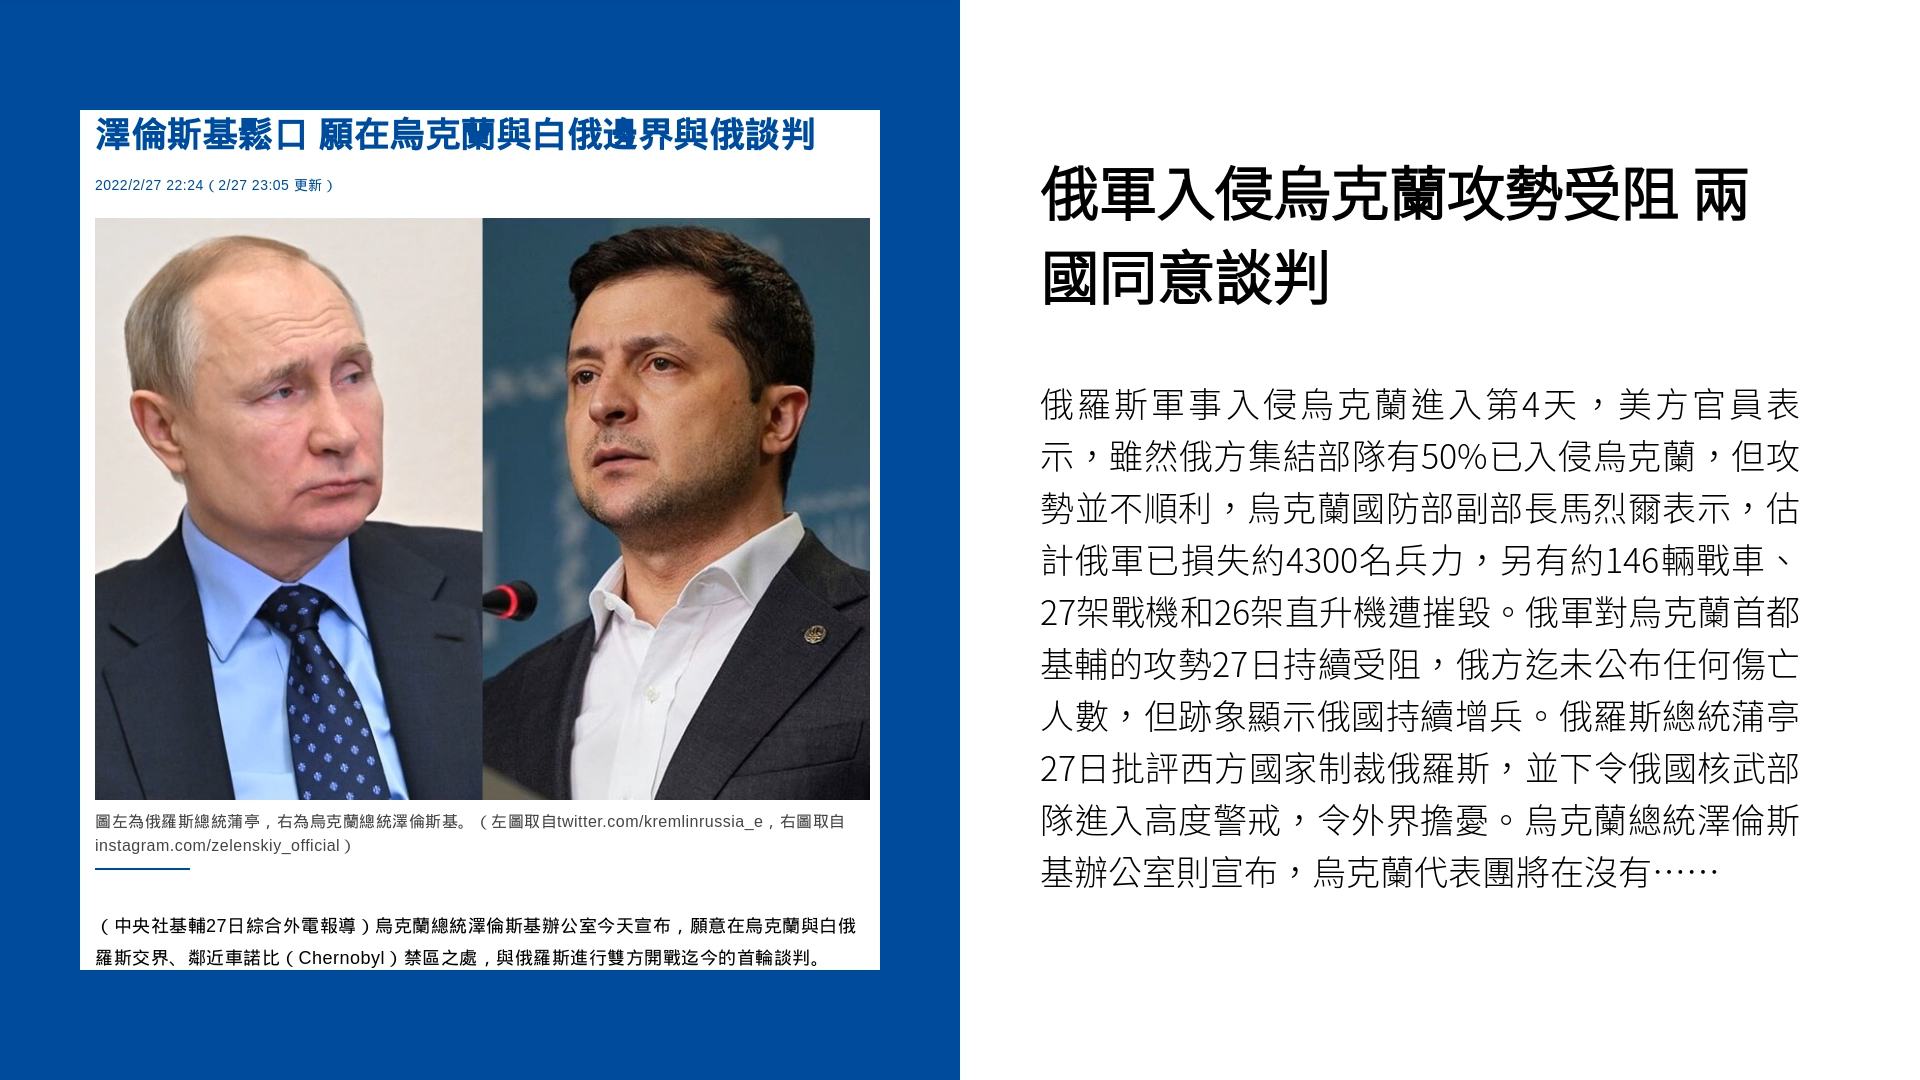 澤倫斯基鬆口 願在烏克蘭與白俄邊界與俄談判
2022/2/27 22:24（2/27 23:05 更新）
圖左為俄羅斯總統蒲亭，右為烏克蘭總統澤倫斯基。（左圖取自twitter.com/kremlinrussia_e，右圖取自
instagram.com/zelenskiy_official）
（中央社基輔27日綜合外電報導）烏克蘭總統澤倫斯基辦公室今天宣布，願意在烏克蘭與白俄
羅斯交界、鄰近車諾比（Chernobyl）禁區之處，與俄羅斯進行雙方開戰迄今的首輪談判。
俄軍入侵烏克蘭攻勢受阻 兩
國同意談判
俄羅斯軍事入侵烏克蘭進入第4天，美方官員表
示，雖然俄方集結部隊有50%已入侵烏克蘭，但攻
勢並不順利，烏克蘭國防部副部長馬烈爾表示，估
計俄軍已損失約4300名兵力，另有約146輛戰車、
27架戰機和26架直升機遭摧毀。俄軍對烏克蘭首都
基輔的攻勢27日持續受阻，俄方迄未公布任何傷亡
人數，但跡象顯示俄國持續增兵。俄羅斯總統蒲亭
27日批評西方國家制裁俄羅斯，並下令俄國核武部
隊進入高度警戒，令外界擔憂。烏克蘭總統澤倫斯
基辦公室則宣布，烏克蘭代表團將在沒有⋯⋯